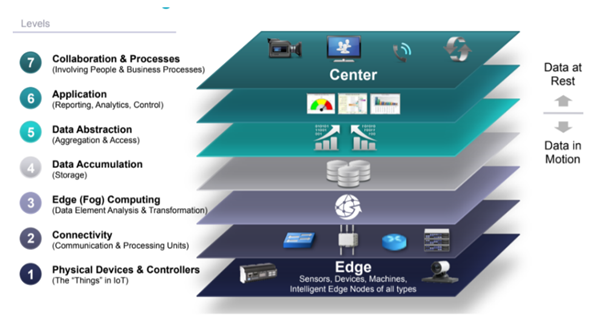 Levels
7
Collaboration & Processes
(Involving People & Business Processes)
6
Application
(Reporting, Analytics, Control)
5
Data Abstraction
(Aggregation & Access)
4
Data Accumulation
(Storage)
3
Edge (Fog) Computing
(Data Element Analysis & Transformation)
2
Connectivity
(Communication & Processing Units)
1
Physical Devices & Controllers
(The "Things" in IoT)
Center
Edge
Sensors, Devices, Machines,
Intelligent Edge Nodes of all types
Data at
Rest
Data in
Motion